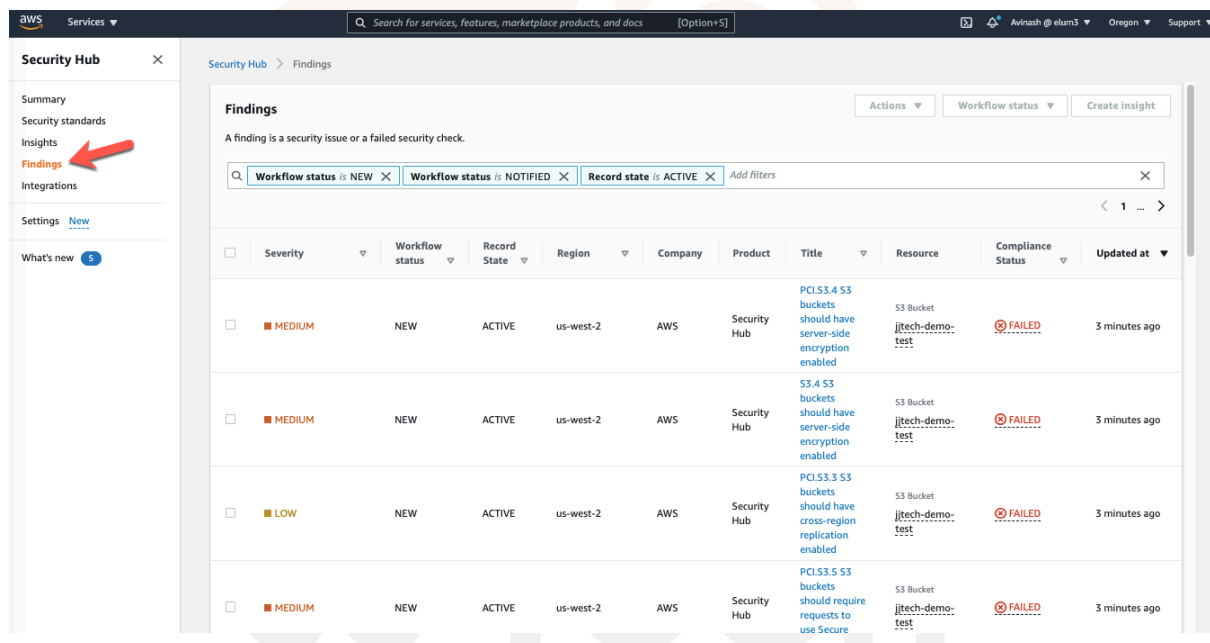 aws
Services ▼
Search for services, features, marketplace products, and docs [Option+S]
Avinash @ elum3 ▼
Oregon ▼
Support ▼
Security Hub
Summary
Security standards
Insights
Findings
Integrations
Settings New
What's new 5
Security Hub > Findings
Findings
Actions ▼
Workflow status ▼
Create insight
A finding is a security issue or a failed security check.
Workflow status is NEW
Workflow status is NOTIFIED
Record state is ACTIVE
Add filters
1 ...
Severity
Workflow
status
Record
State
Region
Company
Product
Title
Resource
Compliance
Status
Updated at ▼
MEDIUM
NEW
ACTIVE
us-west-2
AWS
Security
Hub
PCI.S3.4 S3
buckets
should have
server-side
encryption
enabled
S3 Bucket
jjtech-demo-
test
FAILED
3 minutes ago
MEDIUM
NEW
ACTIVE
us-west-2
AWS
Security
Hub
S3.4 S3
buckets
should have
server-side
encryption
enabled
S3 Bucket
jjtech-demo-
test
FAILED
3 minutes ago
LOW
NEW
ACTIVE
us-west-2
AWS
Security
Hub
PCI.S3.3 S3
buckets
should have
cross-region
replication
enabled
S3 Bucket
jjtech-demo-
test
FAILED
3 minutes ago
MEDIUM
NEW
ACTIVE
us-west-2
AWS
Security
Hub
PCI.S3.5 S3
buckets
should require
requests to
use Secure
S3 Bucket
jjtech-demo-
test
FAILED
3 minutes ago